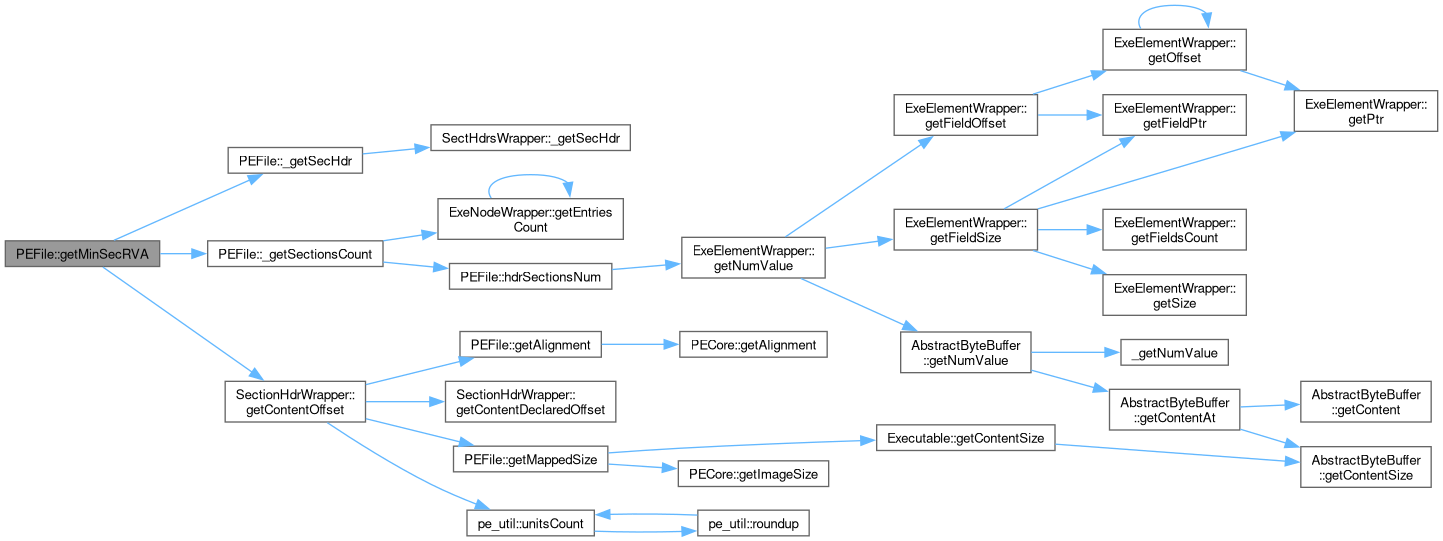 PEFile::getMinSecRVA
PEFile::_getSecHdr
SectHdrsWrapper::_getSecHdr
PEFile::_getSectionsCount
ExeNodeWrapper::getEntries
Count
PEFile::hdrSectionsNum
ExeElementWrapper::
getNumValue
ExeElementWrapper::
getFieldOffset
ExeElementWrapper::
getOffset
ExeElementWrapper::
getPtr
ExeElementWrapper::
getFieldPtr
ExeElementWrapper::
getFieldSize
ExeElementWrapper::
getFieldsCount
ExeElementWrapper::
getSize
AbstractByteBuffer
::getNumValue
_getNumValue
AbstractByteBuffer
::getContentAt
AbstractByteBuffer
::getContent
AbstractByteBuffer
::getContentSize
SectionHdrWrapper::
getContentOffset
PEFile::getAlignment
PECore::getAlignment
SectionHdrWrapper::
getContentDeclaredOffset
PEFile::getMappedSize
Executable::getContentSize
PECore::getImageSize
pe_util::unitsCount
pe_util::roundup